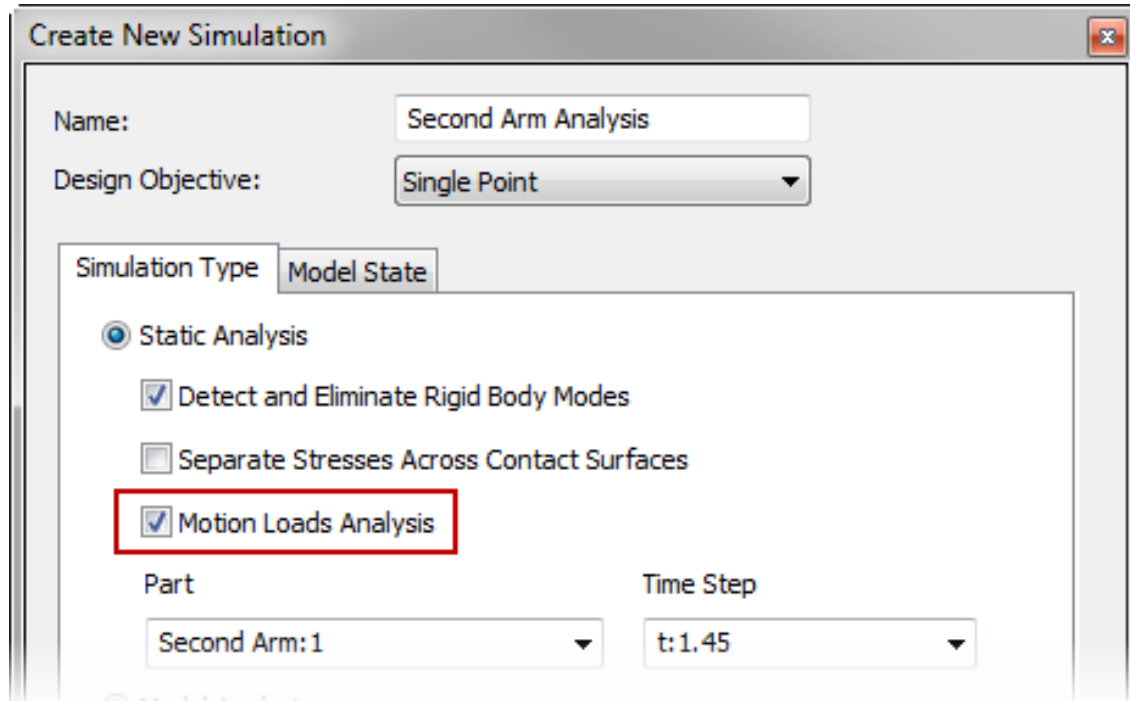 Create New Simulation
Name: Second Arm Analysis
Design Objective: Single Point
Simulation Type Model State
Static Analysis
Detect and Eliminate Rigid Body Modes
Separate Stresses Across Contact Surfaces
Motion Loads Analysis
Part Time Step
Second Arm:1 t:1.45